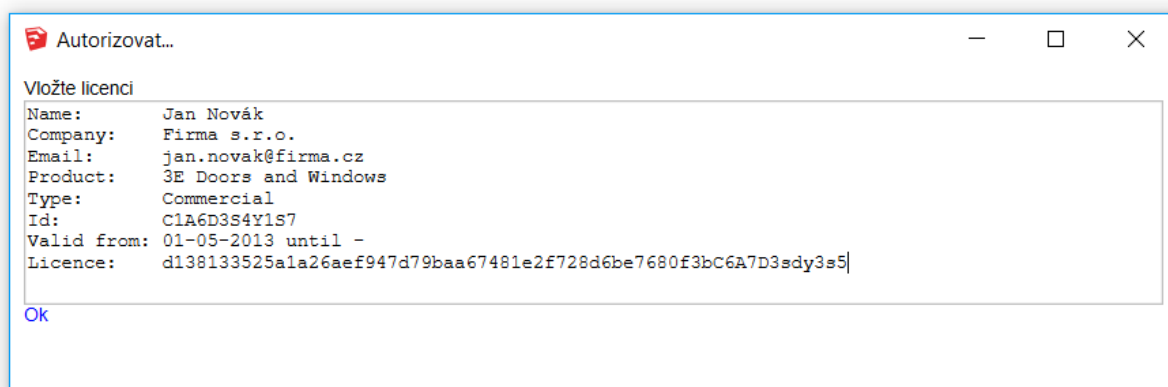 Autorizovat...
Vložte licenci
Name: Jan Novák
Company: Firma s.r.o.
Email: jan.novak@firma.cz
Product: 3E Doors and Windows
Type: Commercial
Id: C1A6D3S4Y1S7
Valid from: 01-05-2013 until -
Licence: d138133525a1a26aef947d79baa67481e2f728d6be7680f3bC6A7D3sdy3s5
Ok